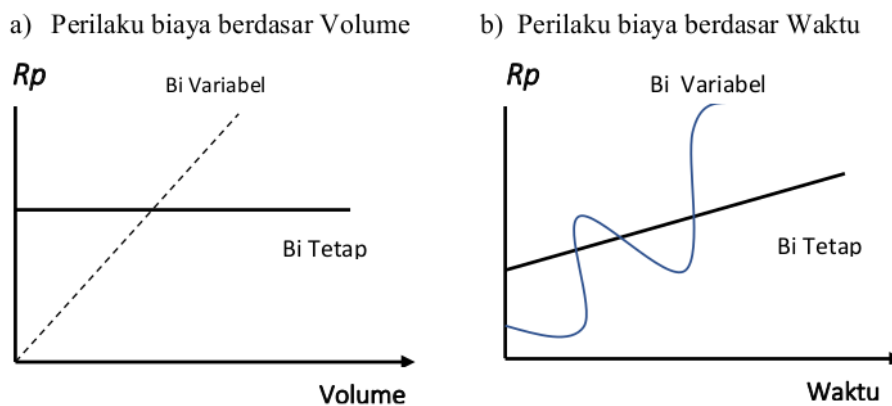 a) Perilaku biaya berdasar Volume
Rp
Bi Variabel
Bi Tetap
Volume
b) Perilaku biaya berdasar Waktu
Rp
Bi Variabel
Bi Tetap
Waktu